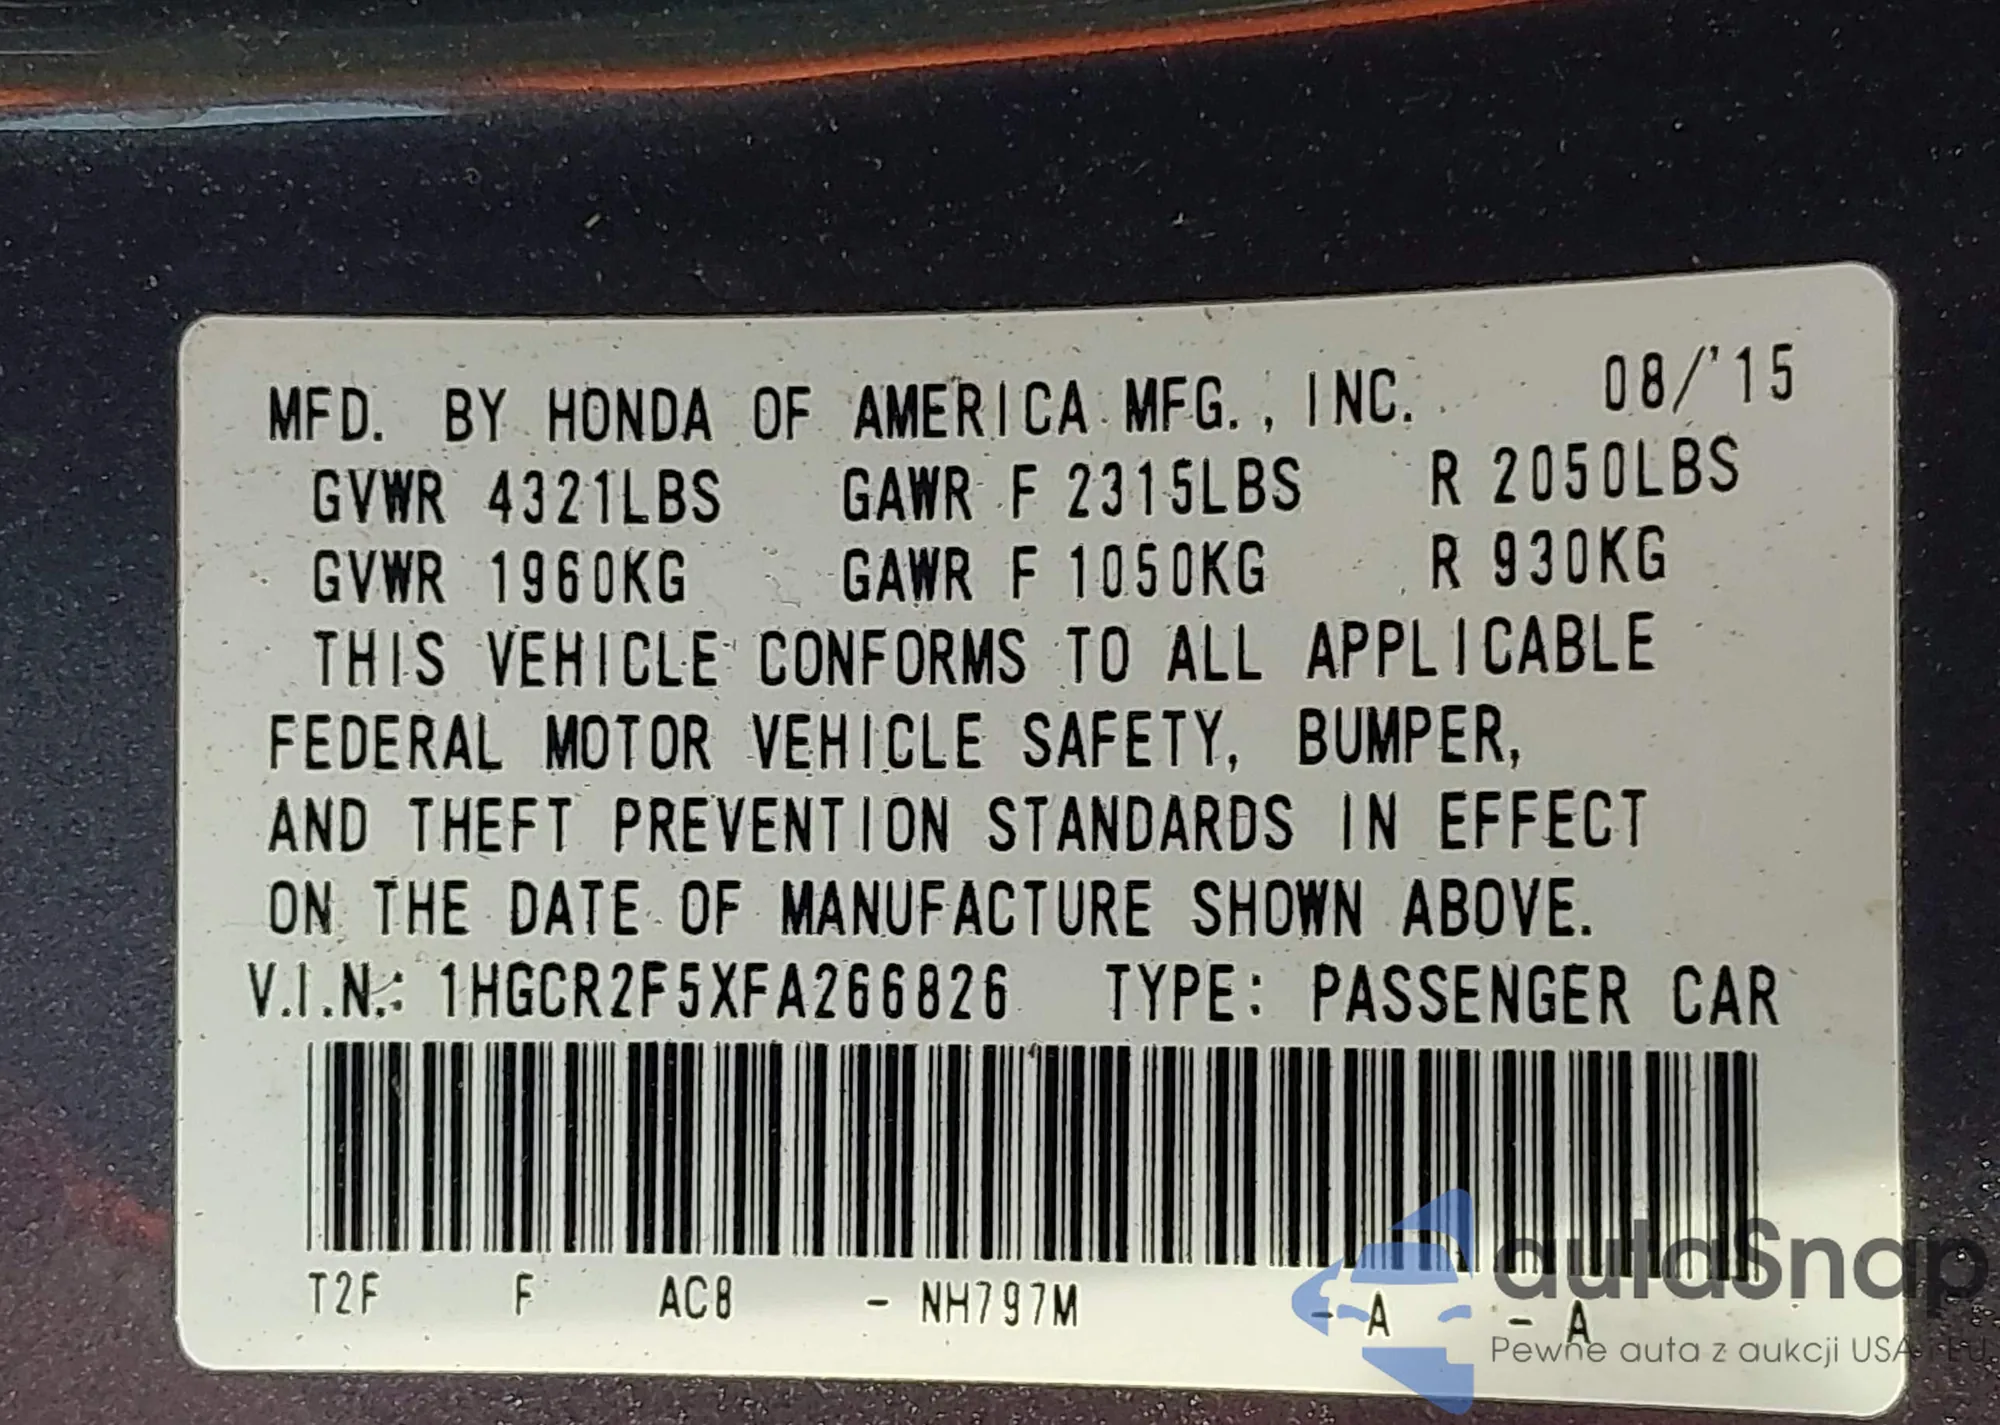 MFD. BY HONDA OF AMERICA MFG., INC. 08/'15
GVWR 4321LBS GAWR F 2315LBS R 2050LBS
GVWR 1960KG GAWR F 1050KG R 930KG
THIS VEHICLE CONFORMS TO ALL APPLICABLE
FEDERAL MOTOR VEHICLE SAFETY, BUMPER,
AND THEFT PREVENTION STANDARDS IN EFFECT
ON THE DATE OF MANUFACTURE SHOWN ABOVE.
V.I.N.: 1HGCR2F5XFA266826 TYPE: PASSENGER CAR
T2F F AC8 - NH797M - A - A
autaSnap
Pewne auta z aukcji USA i EU